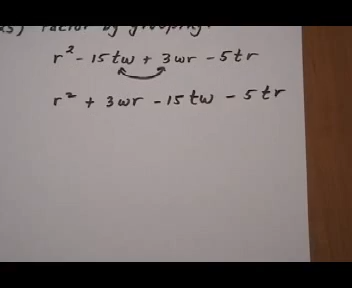 Factor by grouping.
r² - 15tw + 3wr - 5tr
r² + 3wr - 15tw - 5tr